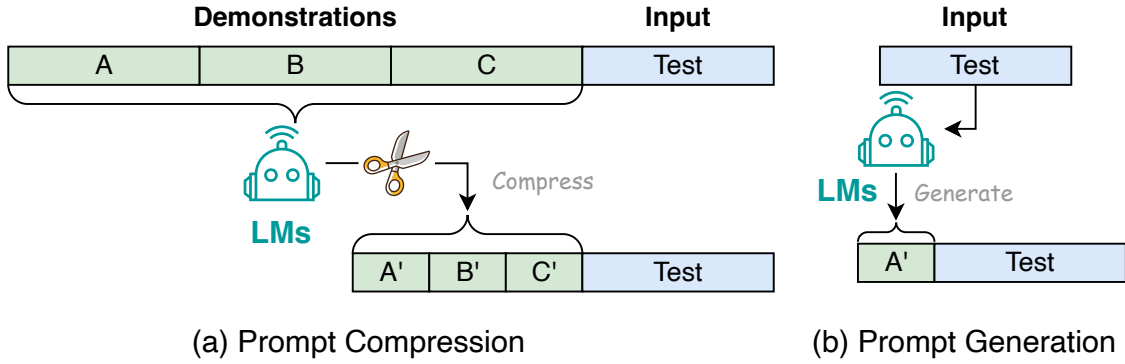 Demonstrations Input
A B C Test
LMs
Compress
A' B' C' Test
(a) Prompt Compression
Input
Test
LMs
Generate
A' Test
(b) Prompt Generation